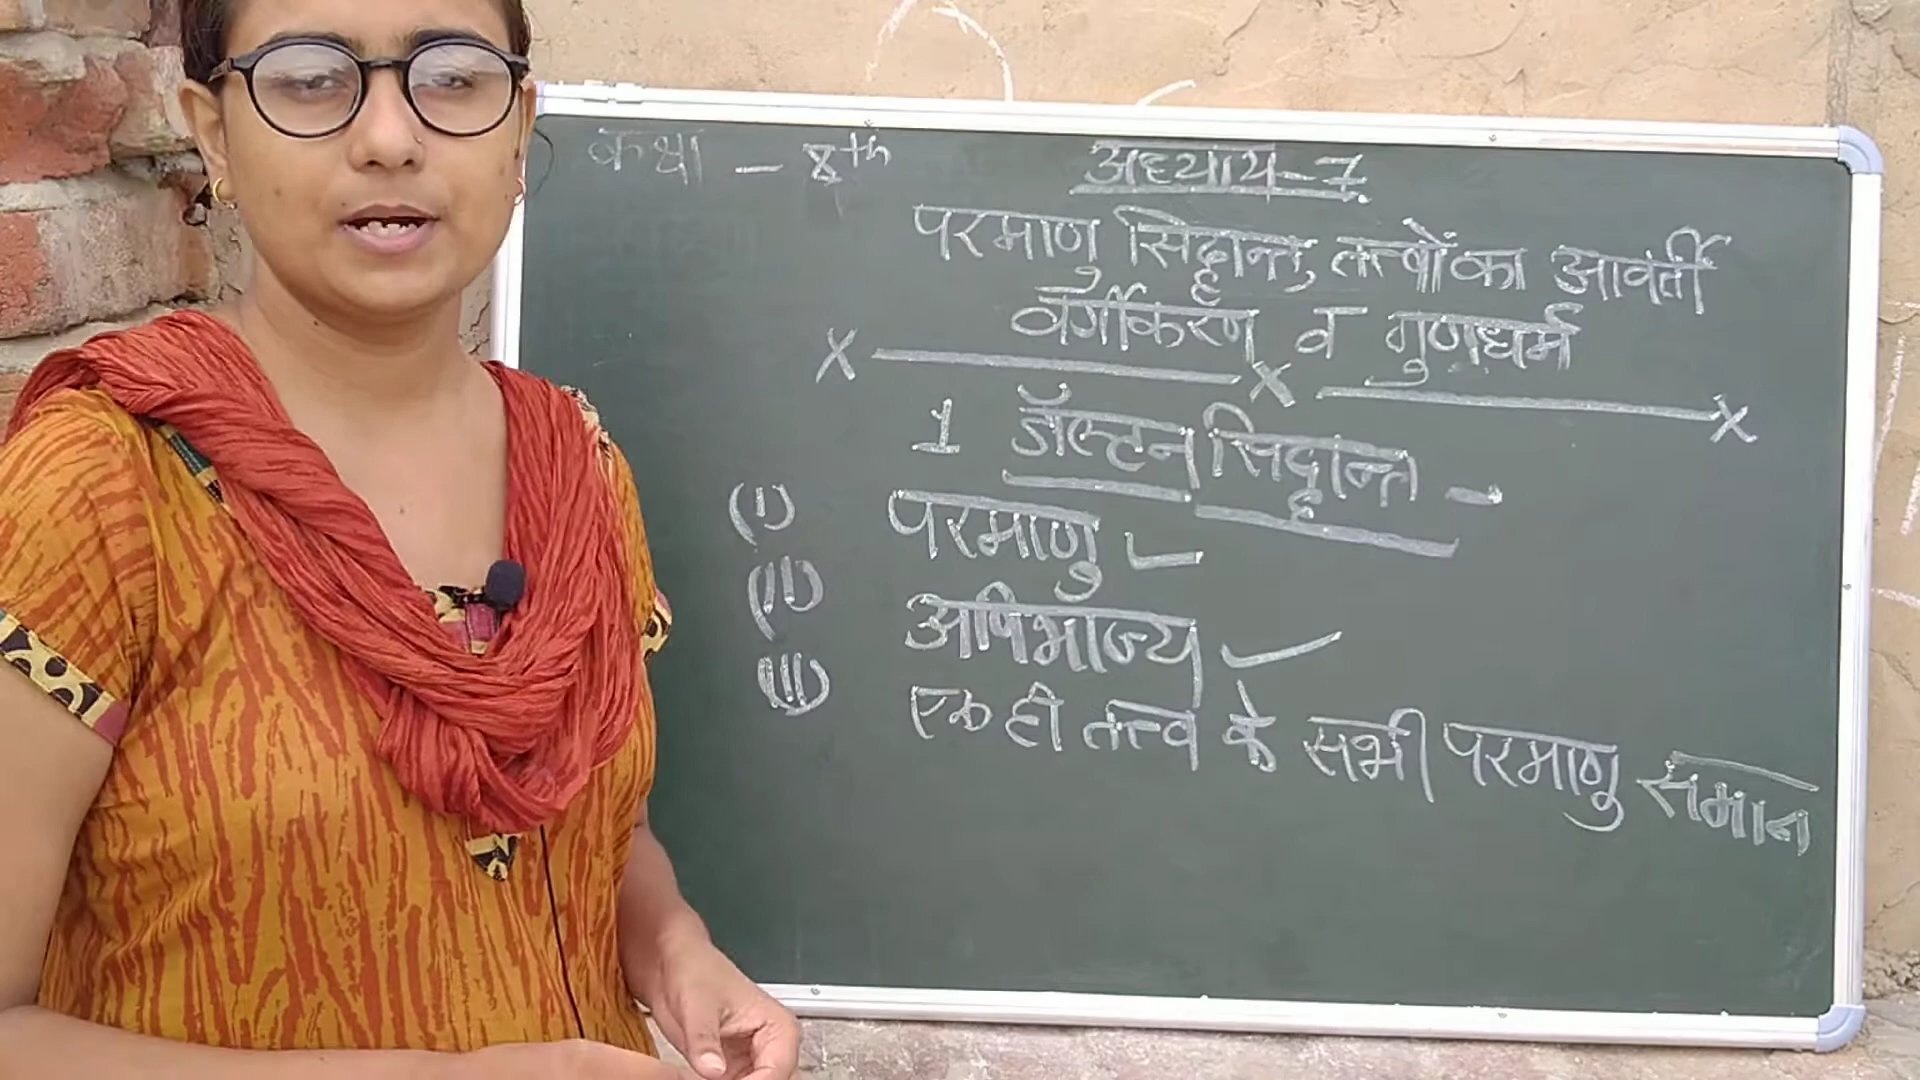 कक्षा - 8th
अध्याय-7
परमाणु सिद्धान्त, तत्वों का आवर्ती
वर्गीकरण व गुणधर्म
x x x
1 डॉल्टन सिद्धान्त -
(i) परमाणु -
(ii) अविभाज्य
(iii) एक ही तत्त्व के सभी परमाणु समान